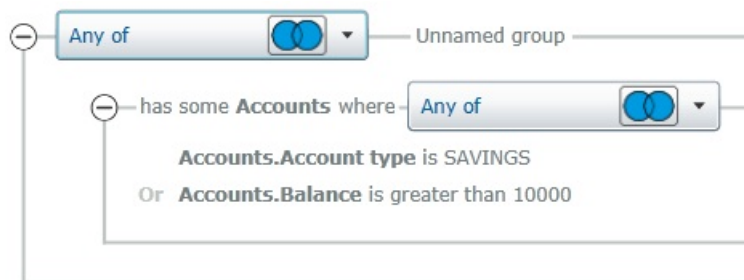 Any of Unnamed group
has some Accounts where Any of
Accounts.Account type is SAVINGS
Or Accounts.Balance is greater than 10000